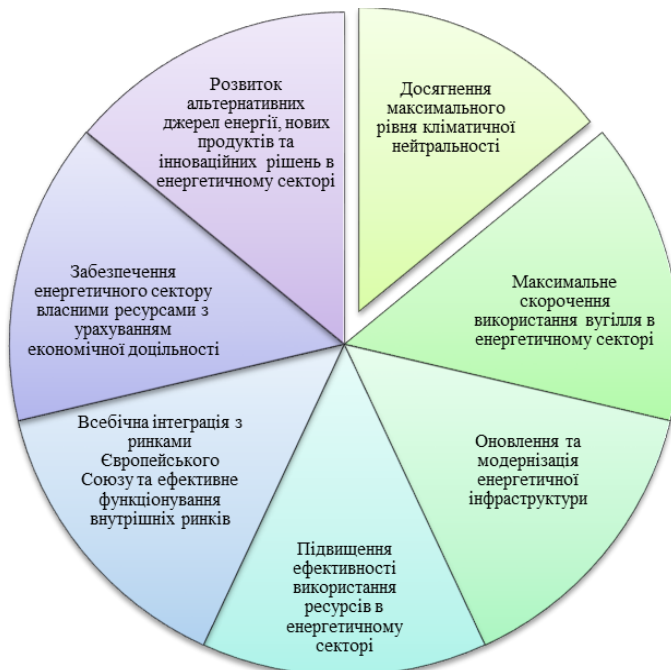 Досягнення
максимального
рівня кліматичної
нейтральності
Максимальне
скорочення
використання вугілля в
енергетичному секторі
Оновлення та
модернізація
енергетичної
інфраструктури
Підвищення
ефективності
використання
ресурсів в
енергетичному
секторі
Всебічна інтеграція з
ринками
Європейського
Союзу та ефективне
функціонування
внутрішніх ринків
Забезпечення
енергетичного сектору
власними ресурсами з
урахуванням
економічної доцільності
Розвиток
альтернативних
джерел енергії, нових
продуктів та
інноваційних рішень в
енергетичному секторі